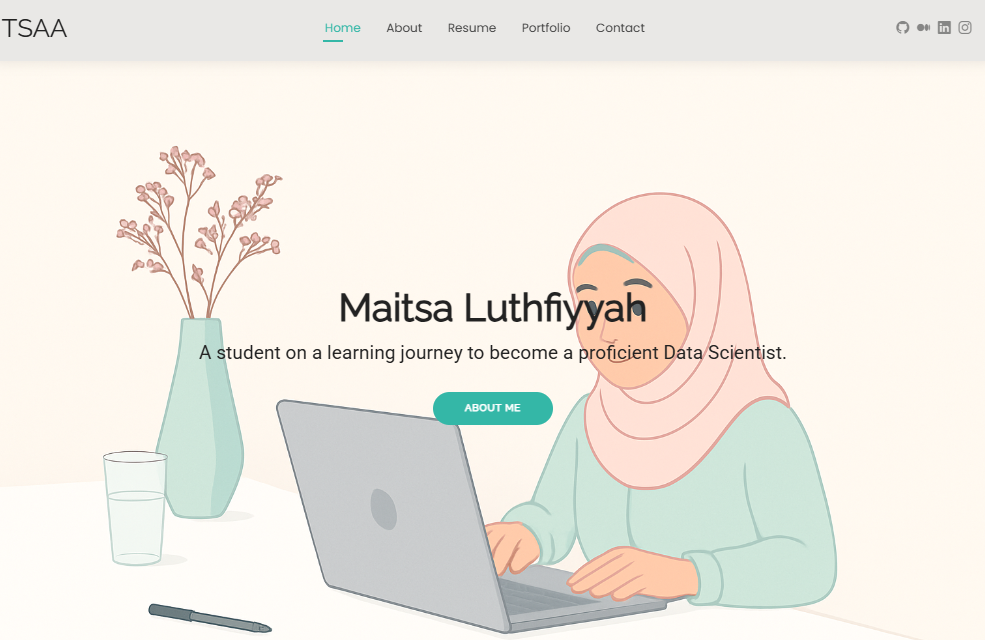 TSAA
Home About Resume Portfolio Contact
Maitsa Luthfiyyah
A student on a learning journey to become a proficient Data Scientist.
ABOUT ME